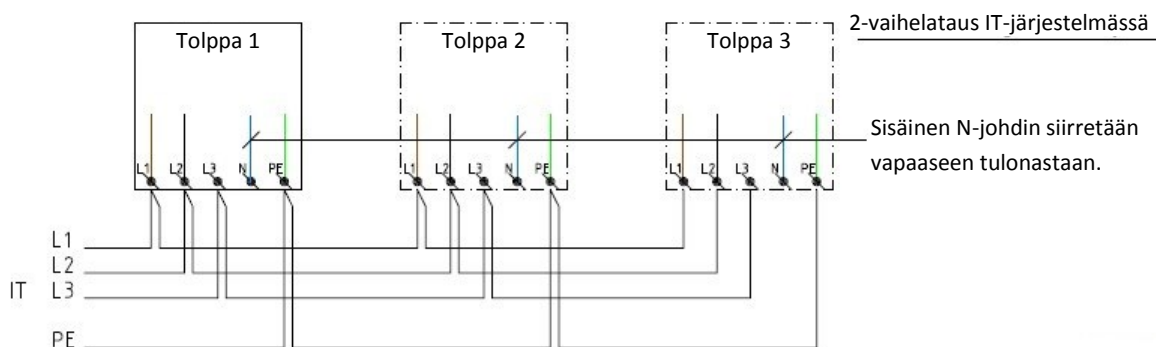 2-vaihelataus IT-järjestelmässä
Tolppa 1
Tolppa 2
Tolppa 3
Sisäinen N-johdin siirretään
vapaaseen tulonastaan.
L1 L2 L3 N PE
L1 L2 L3 N PE
L1 L2 L3 N PE
L1
L2
IT L3
PE